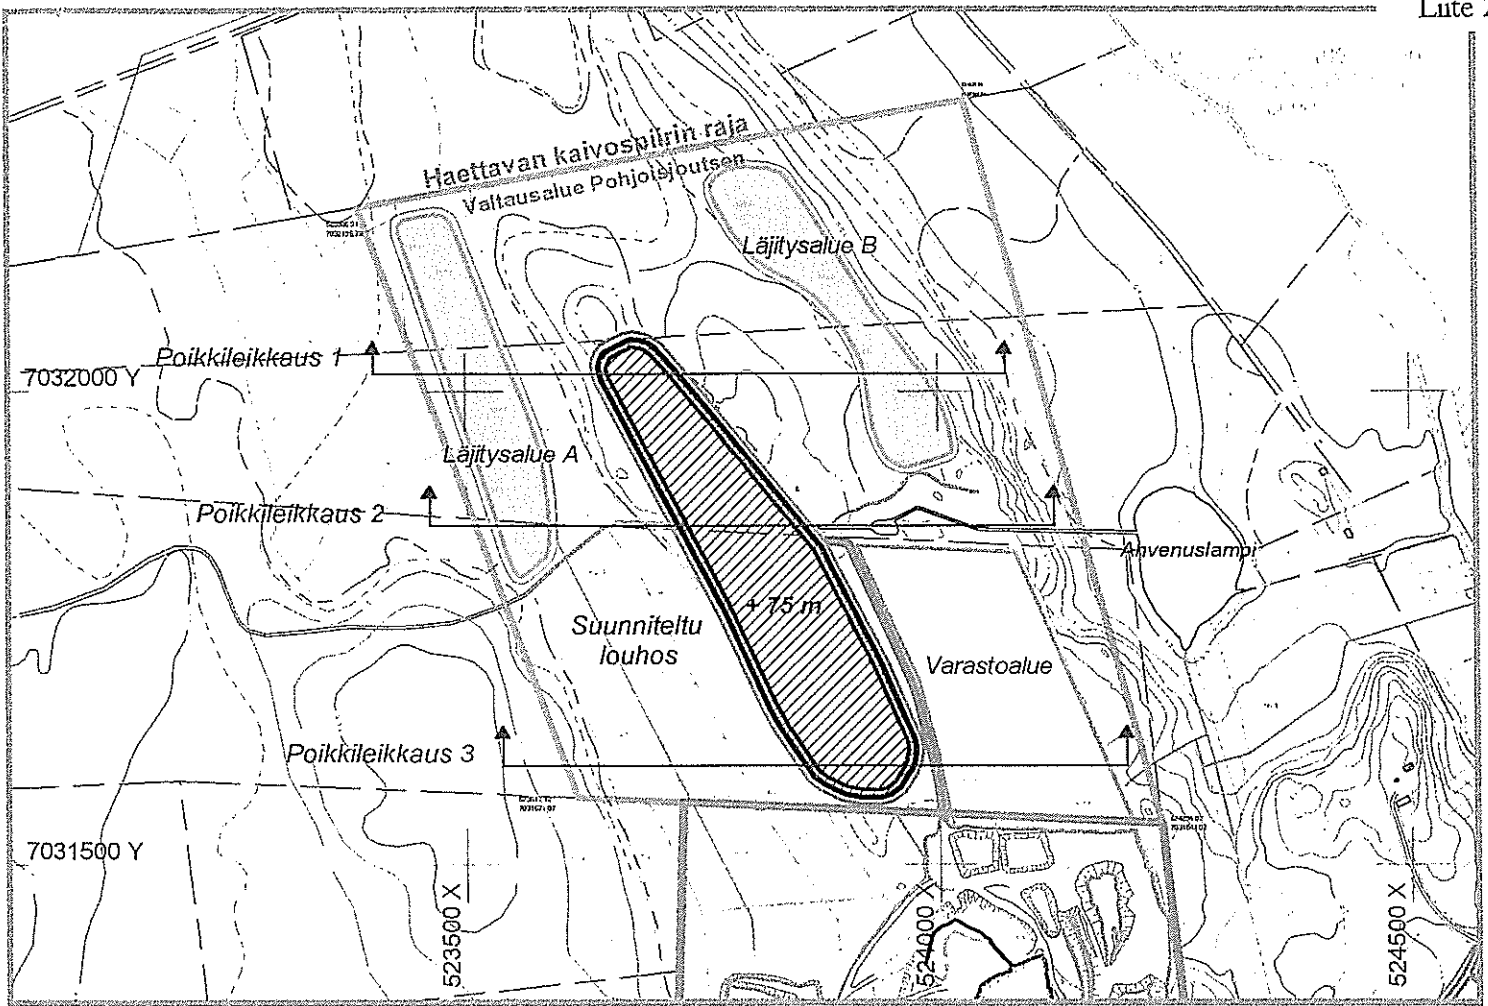 Liite
Haettavan kaivospiirin raja
Valtausalue Pohjoisjoutsen
Läjitysalue B
Poikkileikkaus 1
7032000 Y
Läjitysalue A
Poikkileikkaus 2
Ahvenuslampi
+ 75 m
Suunniteltu
louhos
Varastoalue
Poikkileikkaus 3
7031500 Y
523500 X
524000 X
524500 X